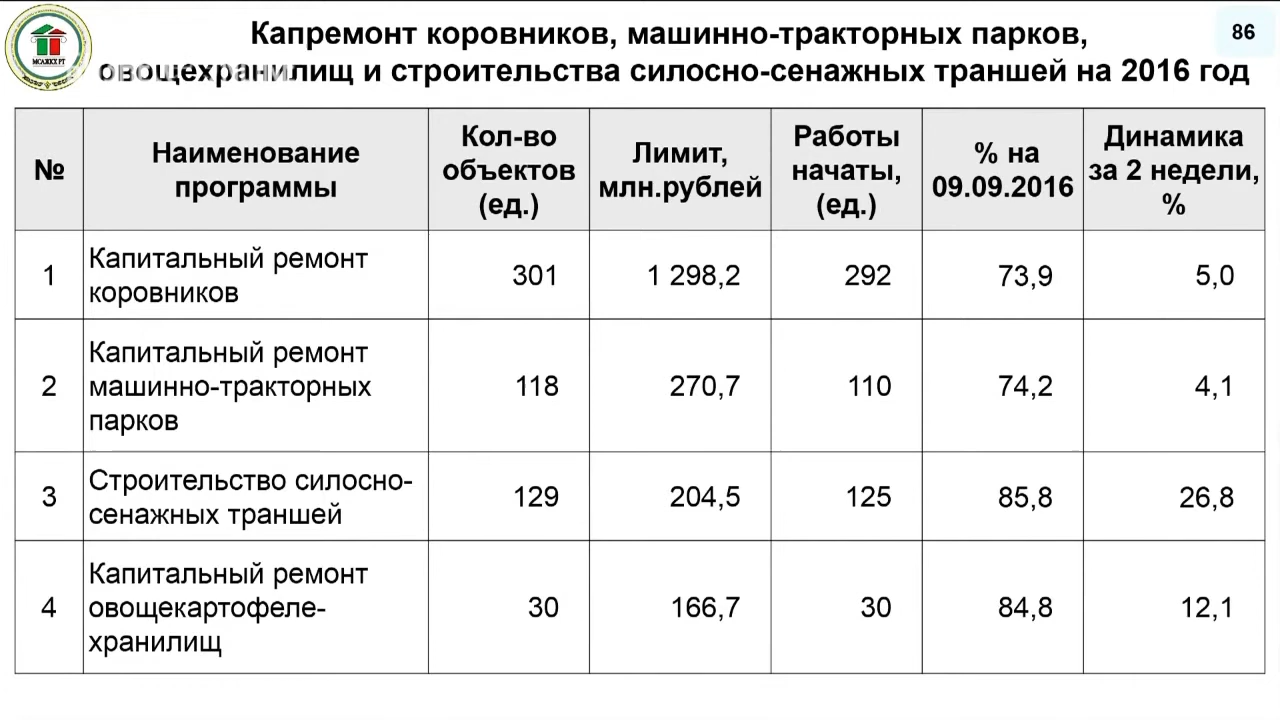 Капремонт коровников, машинно-тракторных парков,
овощехранилищ и строительства силосно-сенажных траншей на 2016 год
86
МСАЖКХ РТ
№
Наименование
программы
Кол-во
объектов
(ед.)
Лимит,
млн.рублей
Работы
начаты,
(ед.)
% на
09.09.2016
Динамика
за 2 недели,
%
1
Капитальный ремонт
коровников
301
1 298,2
292
73,9
5,0
2
Капитальный ремонт
машинно-тракторных
парков
118
270,7
110
74,2
4,1
3
Строительство силосно-
сенажных траншей
129
204,5
125
85,8
26,8
4
Капитальный ремонт
овощекартофеле-
хранилищ
30
166,7
30
84,8
12,1